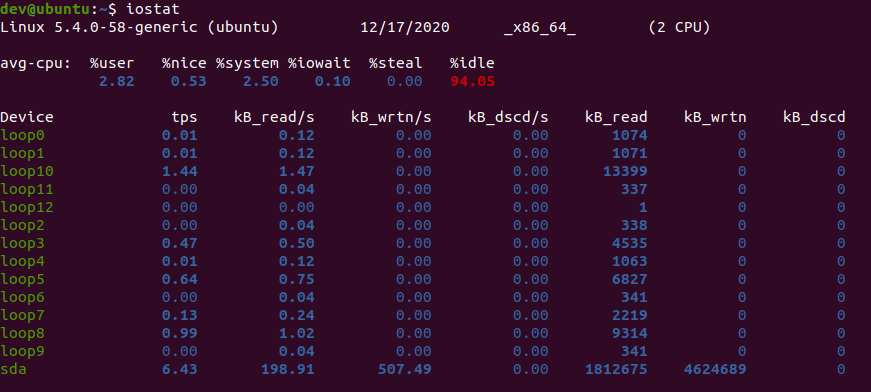 dev@ubuntu:~$ iostat
Linux 5.4.0-58-generic (ubuntu)         12/17/2020      _x86_64_        (2 CPU)
avg-cpu:  %user   %nice %system %iowait  %steal   %idle
           2.82    0.53    2.50    0.10    0.00   94.05
Device             tps    kB_read/s    kB_wrtn/s    kB_dscd/s    kB_read    kB_wrtn    kB_dscd
loop0             0.01         0.12         0.00         0.00       1074          0          0
loop1             0.01         0.12         0.00         0.00       1071          0          0
loop10            1.44         1.47         0.00         0.00      13399          0          0
loop11            0.00         0.04         0.00         0.00        337          0          0
loop12            0.00         0.00         0.00         0.00          1          0          0
loop2             0.00         0.04         0.00         0.00        338          0          0
loop3             0.47         0.50         0.00         0.00       4535          0          0
loop4             0.01         0.12         0.00         0.00       1063          0          0
loop5             0.64         0.75         0.00         0.00       6827          0          0
loop6             0.00         0.04         0.00         0.00        341          0          0
loop7             0.13         0.24         0.00         0.00       2219          0          0
loop8             0.99         1.02         0.00         0.00       9314          0          0
loop9             0.00         0.04         0.00         0.00        341          0          0
sda               6.43       198.91       507.49         0.00    1812675    4624689          0